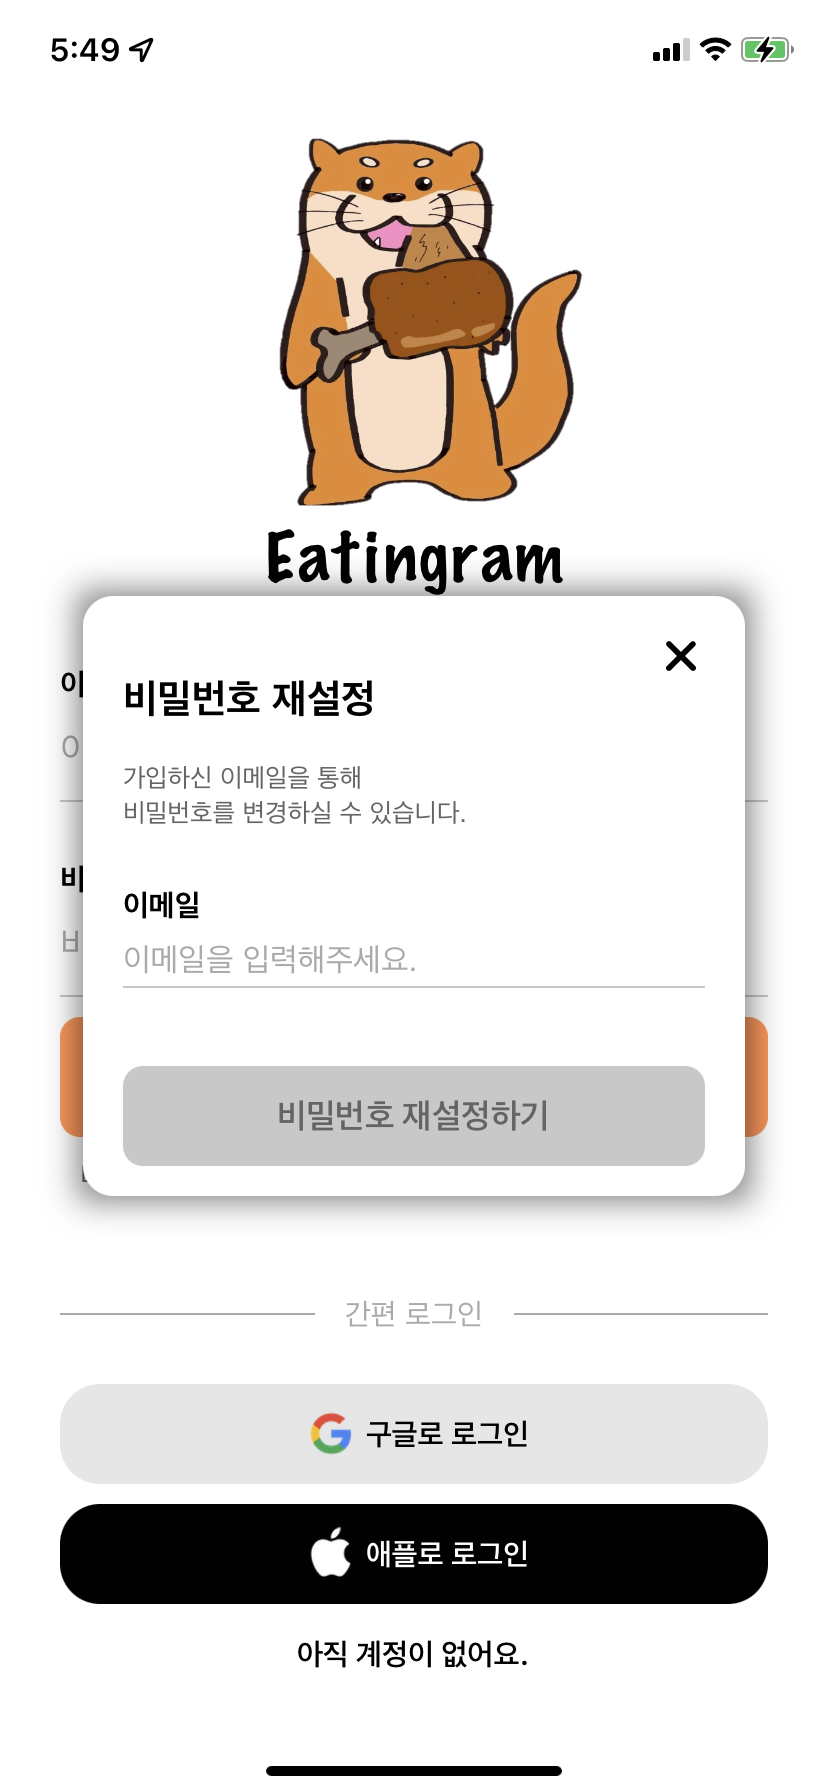 5:49
Eatingram
비밀번호 재설정
가입하신 이메일을 통해
비밀번호를 변경하실 수 있습니다.
이메일
이메일을 입력해주세요.
비밀번호 재설정하기
간편 로그인
구글로 로그인
애플로 로그인
아직 계정이 없어요.